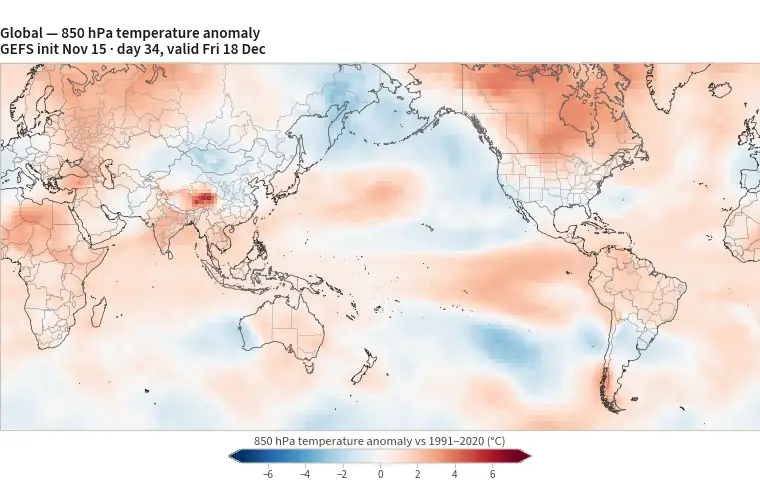 Global — 850 hPa temperature anomaly
GEFS init Nov 15 · day 34, valid Fri 18 Dec
850 hPa temperature anomaly vs 1991–2020 (°C)
−6 −4 −2 0 2 4 6